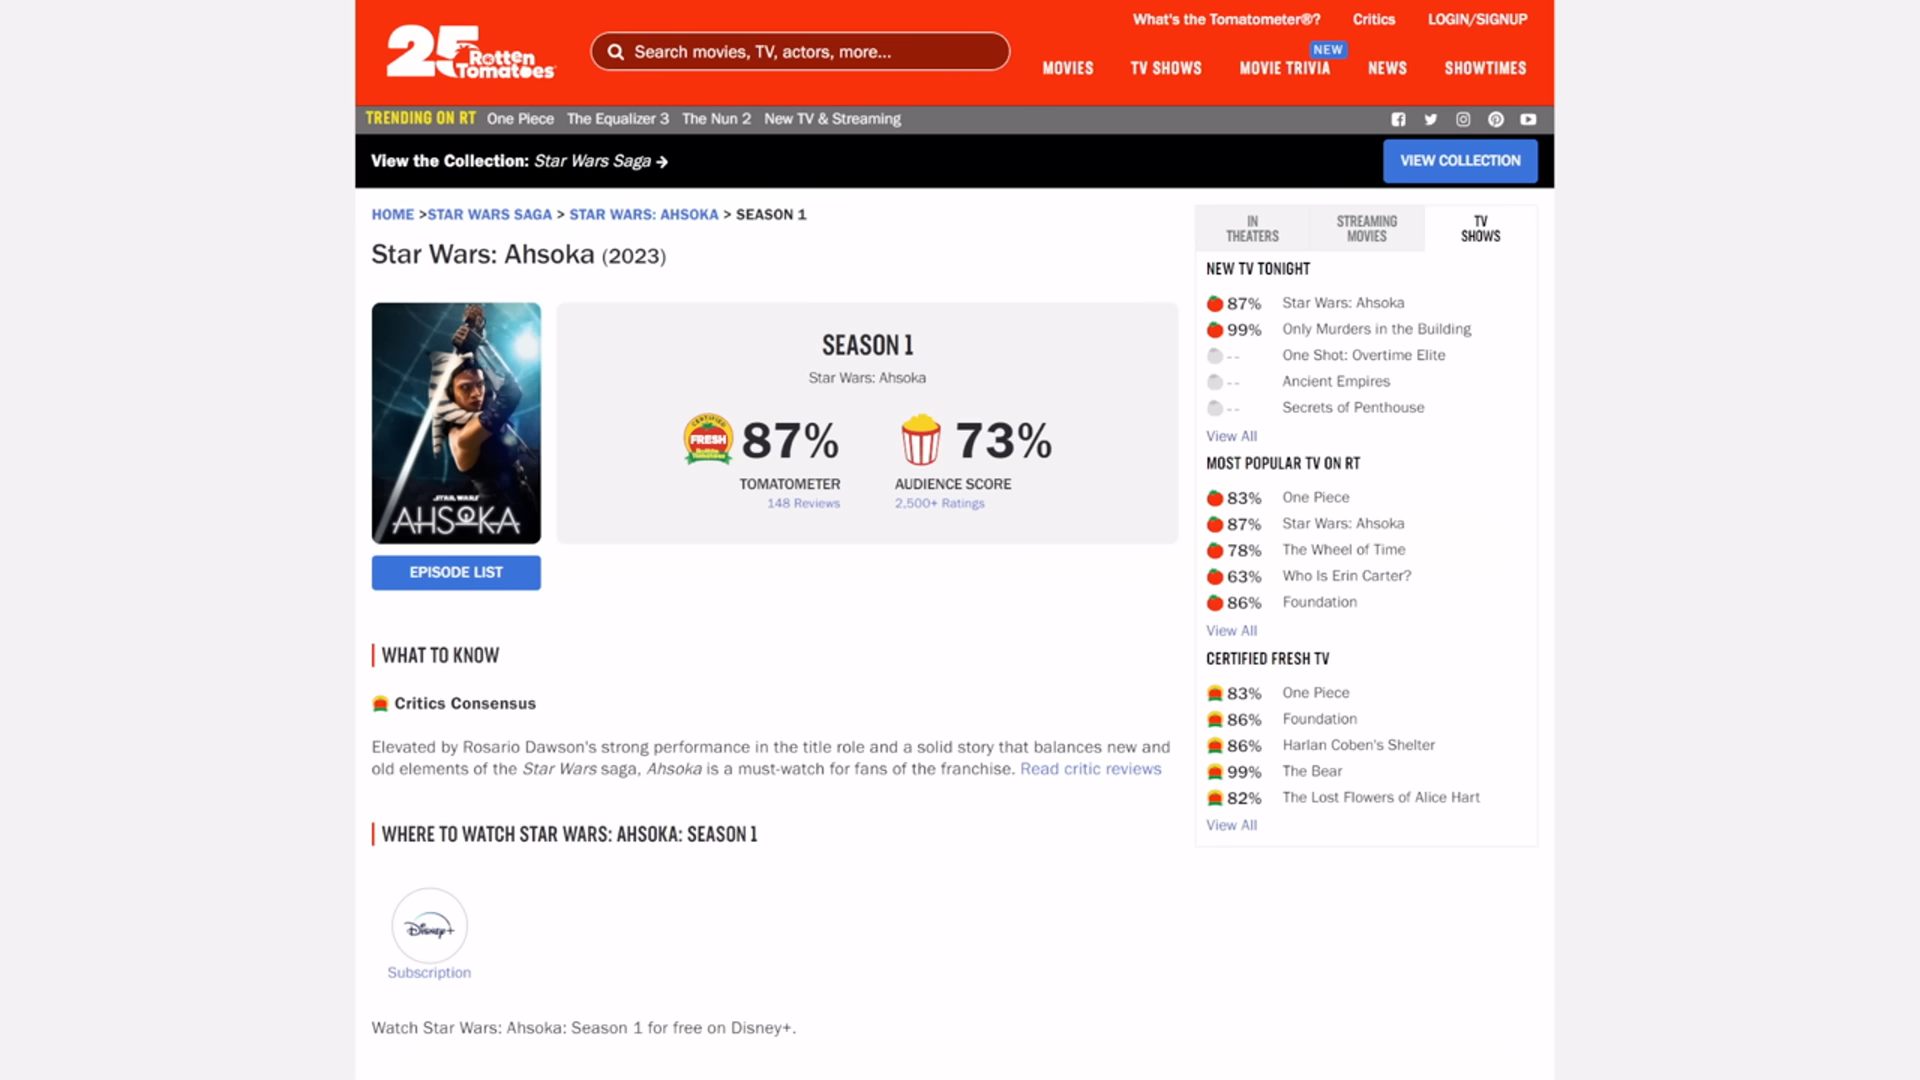 What's the Tomatometer®? Critics LOGIN/SIGNUP
25 Rotten Tomatoes
Search movies, TV, actors, more...
NEW
MOVIES TV SHOWS MOVIE TRIVIA NEWS SHOWTIMES
TRENDING ON RT One Piece The Equalizer 3 The Nun 2 New TV & Streaming
View the Collection: Star Wars Saga →
VIEW COLLECTION
HOME >STAR WARS SAGA > STAR WARS: AHSOKA > SEASON 1
Star Wars: Ahsoka (2023)
STAR WARS
AHSOKA
EPISODE LIST
SEASON 1
Star Wars: Ahsoka
CERTIFIED
FRESH
Rotten
Tomatoes
87% 73%
TOMATOMETER AUDIENCE SCORE
148 Reviews 2,500+ Ratings
WHAT TO KNOW
Critics Consensus
Elevated by Rosario Dawson's strong performance in the title role and a solid story that balances new and
old elements of the Star Wars saga, Ahsoka is a must-watch for fans of the franchise. Read critic reviews
WHERE TO WATCH STAR WARS: AHSOKA: SEASON 1
Disney+
Subscription
Watch Star Wars: Ahsoka: Season 1 for free on Disney+.
IN THEATERS
STREAMING MOVIES
TV SHOWS
NEW TV TONIGHT
87% Star Wars: Ahsoka
99% Only Murders in the Building
-- One Shot: Overtime Elite
-- Ancient Empires
-- Secrets of Penthouse
View All
MOST POPULAR TV ON RT
83% One Piece
87% Star Wars: Ahsoka
78% The Wheel of Time
63% Who Is Erin Carter?
86% Foundation
View All
CERTIFIED FRESH TV
83% One Piece
86% Foundation
86% Harlan Coben's Shelter
99% The Bear
82% The Lost Flowers of Alice Hart
View All